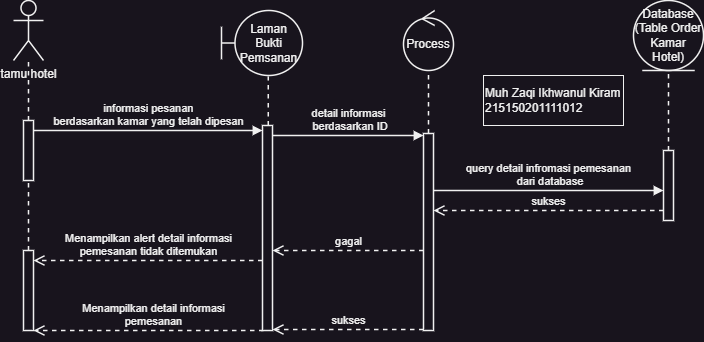 tamu hotel
Laman
Bukti
Pemsanan
Process
Database
(Table Order
Kamar
Hotel)
Muh Zaqi Ikhwanul Kiram
215150201111012
informasi pesanan
berdasarkan kamar yang telah dipesan
detail informasi
berdasarkan ID
query detail infromasi pemesanan
dari database
sukses
gagal
Menampilkan alert detail informasi
pemesanan tidak ditemukan
Menampilkan detail informasi
pemesanan
sukses